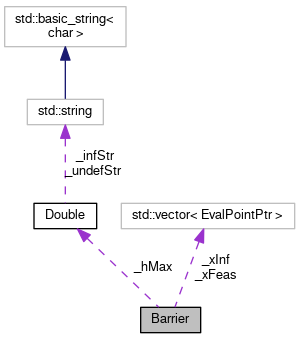 std::basic_string<
char >
std::string
_infStr
_undefStr
Double
std::vector< EvalPointPtr >
_hMax
_xInf
_xFeas
Barrier